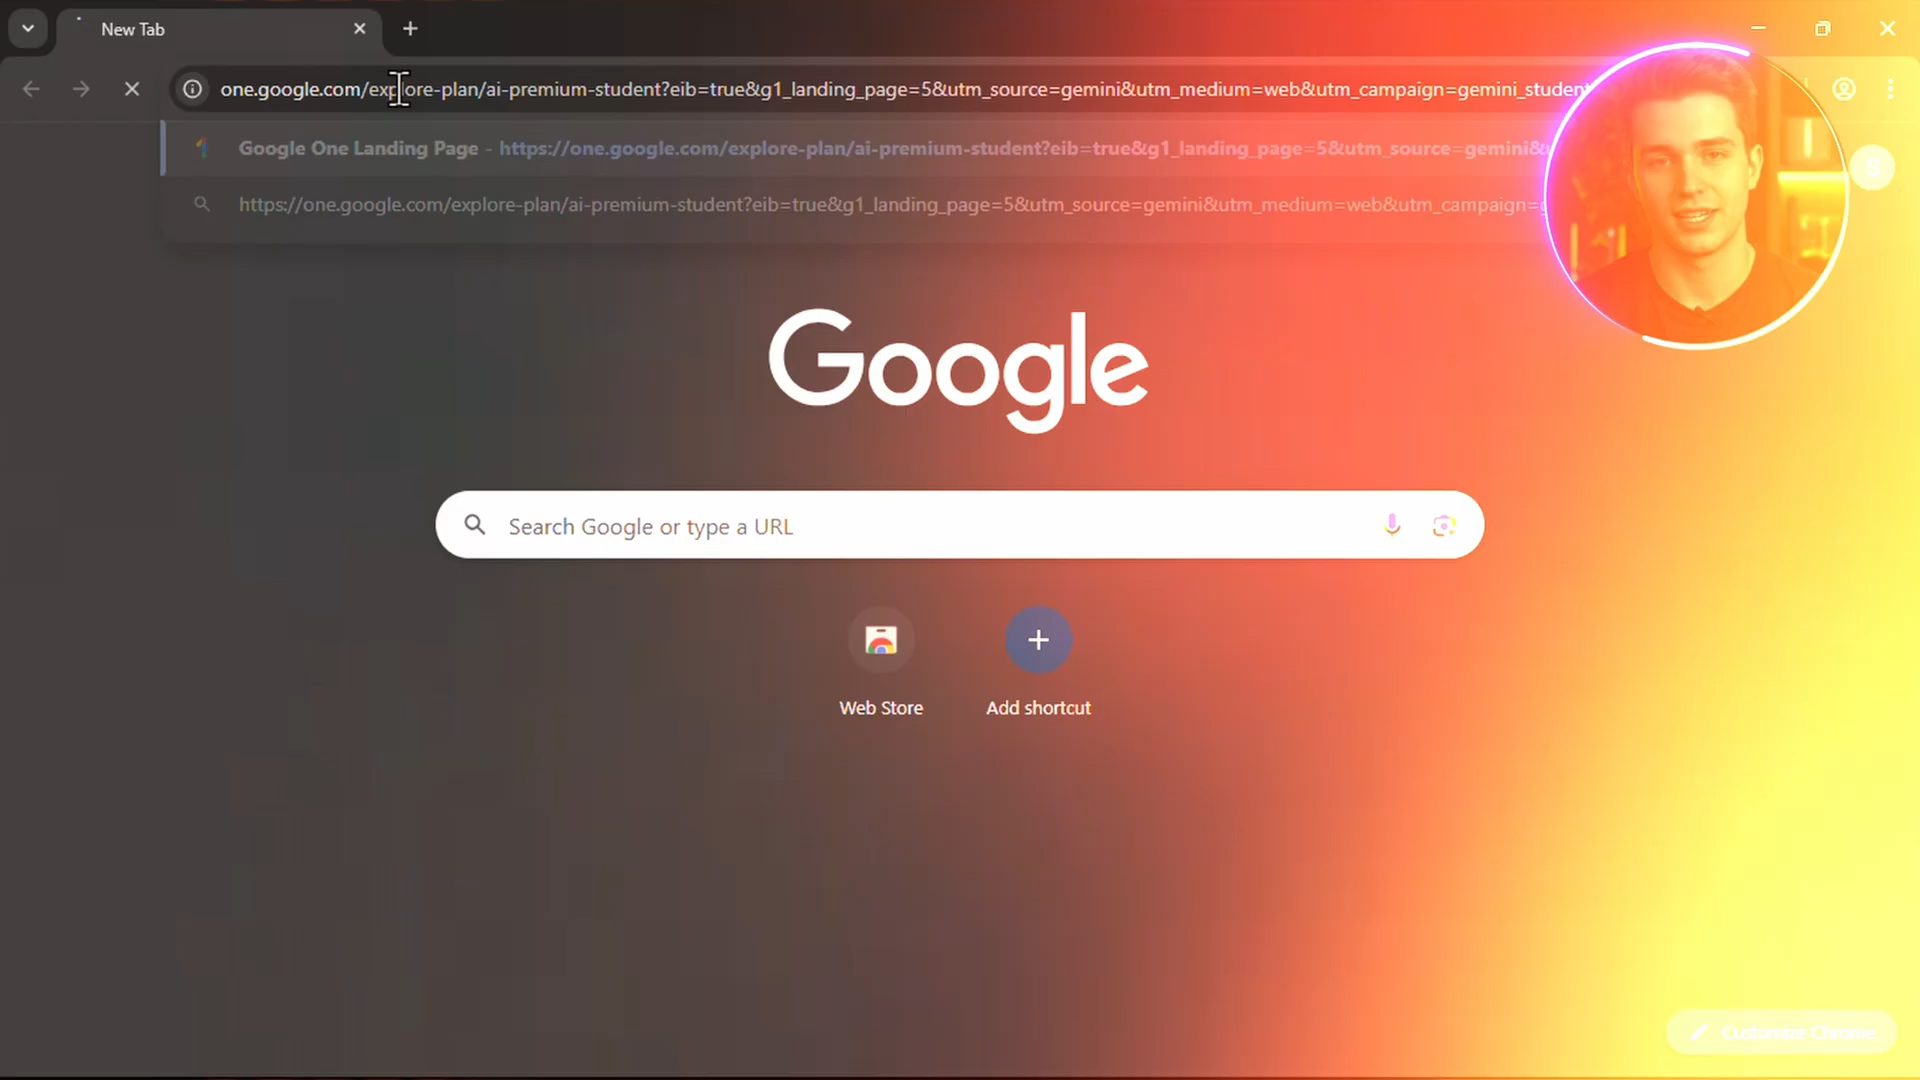 New Tab
one.google.com/explore-plan/ai-premium-student?eib=true&g1_landing_page=5&utm_source=gemini&utm_medium=web&utm_campaign=gemini_student
Google One Landing Page - https://one.google.com/explore-plan/ai-premium-student?eib=true&g1_landing_page=5&utm_source=gemini&
https://one.google.com/explore-plan/ai-premium-student?eib=true&g1_landing_page=5&utm_source=gemini&utm_medium=web&utm_campaign=
Google
Search Google or type a URL
Web Store
Add shortcut
Customize Chrome